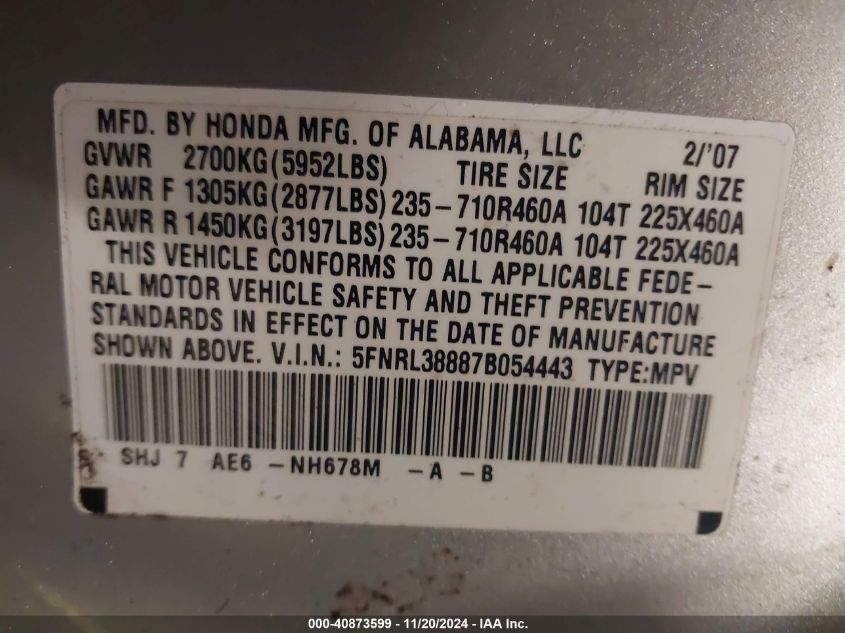 MFD. BY HONDA MFG. OF ALABAMA, LLC 2/'07
GVWR 2700KG(5952LBS) TIRE SIZE RIM SIZE
GAWR F 1305KG(2877LBS) 235-710R460A 104T 225X460A
GAWR R 1450KG(3197LBS) 235-710R460A 104T 225X460A
THIS VEHICLE CONFORMS TO ALL APPLICABLE FEDE-
RAL MOTOR VEHICLE SAFETY AND THEFT PREVENTION
STANDARDS IN EFFECT ON THE DATE OF MANUFACTURE
SHOWN ABOVE. V.I.N.: 5FNRL38887B054443 TYPE:MPV
SHJ 7 AE6 -NH678M -A -B
000-40873599 - 11/20/2024 - IAA Inc.